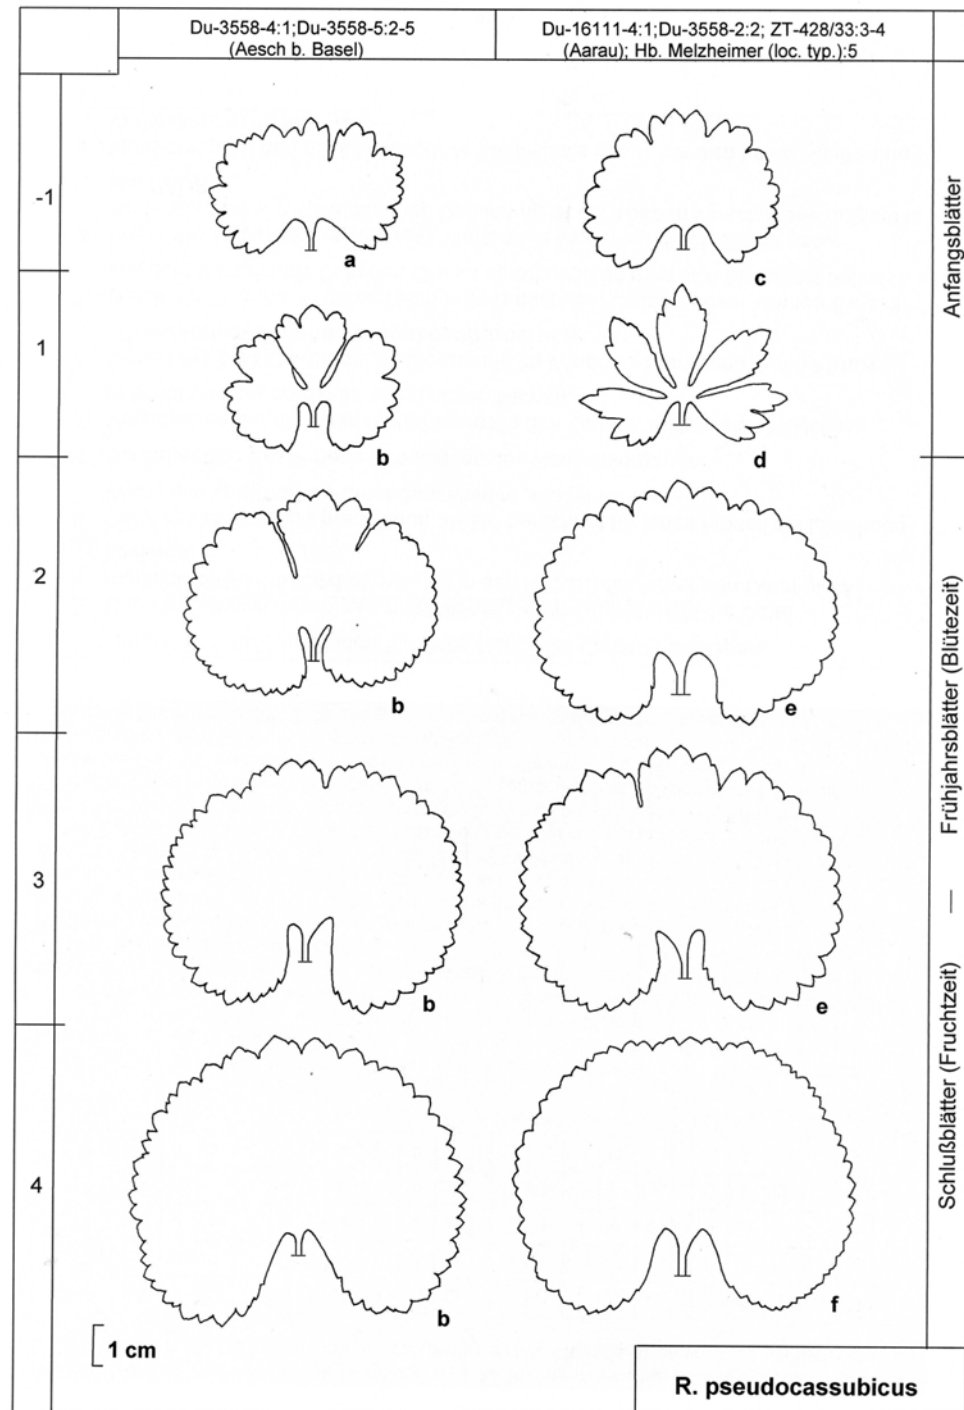 Du-3558-4:1;Du-3558-5:2-5
(Aesch b. Basel)
Du-16111-4:1;Du-3558-2:2; ZT-428/33:3-4
(Aarau); Hb. Melzheimer (loc. typ.):5
-1
a
c
Anfangsblätter
1
b
d
2
b
e
Frühjahrsblätter (Blütezeit)
—
3
b
e
Schlußblätter (Fruchtzeit)
4
b
f
1 cm
R. pseudocassubicus